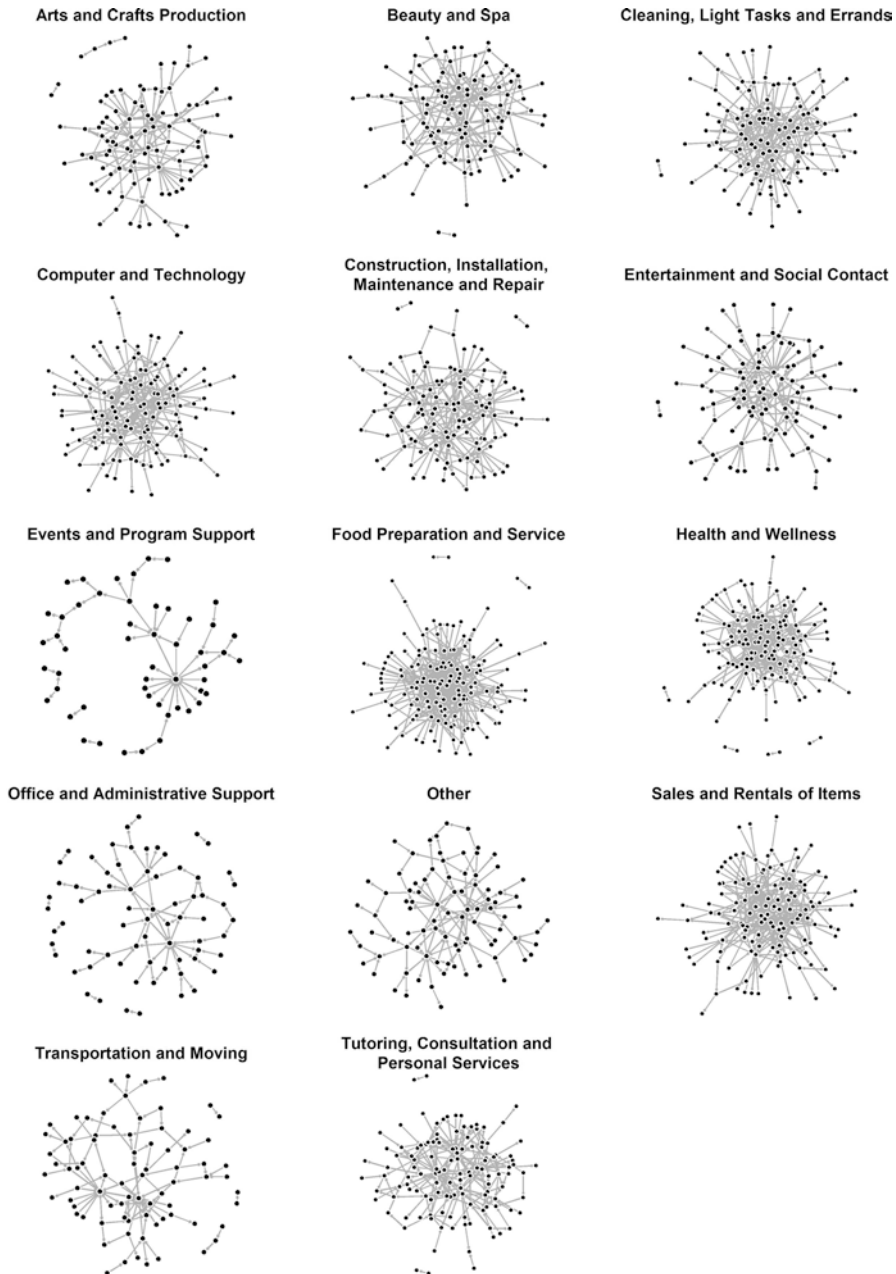 Arts and Crafts Production
Beauty and Spa
Cleaning, Light Tasks and Errands
Computer and Technology
Construction, Installation,
Maintenance and Repair
Entertainment and Social Contact
Events and Program Support
Food Preparation and Service
Health and Wellness
Office and Administrative Support
Other
Sales and Rentals of Items
Transportation and Moving
Tutoring, Consultation and
Personal Services